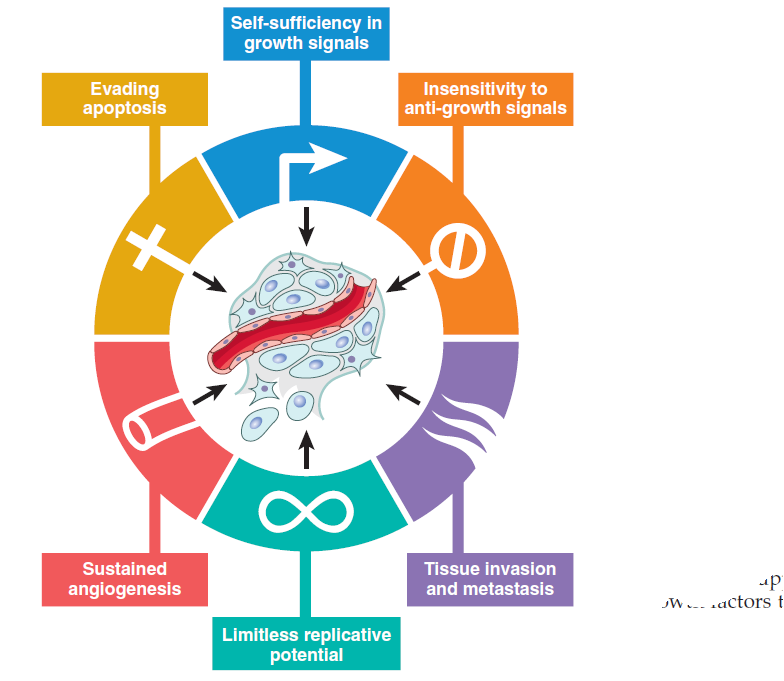 Self-sufficiency in
growth signals
Evading
apoptosis
Insensitivity to
anti-growth signals
Sustained
angiogenesis
Tissue invasion
and metastasis
Limitless replicative
potential